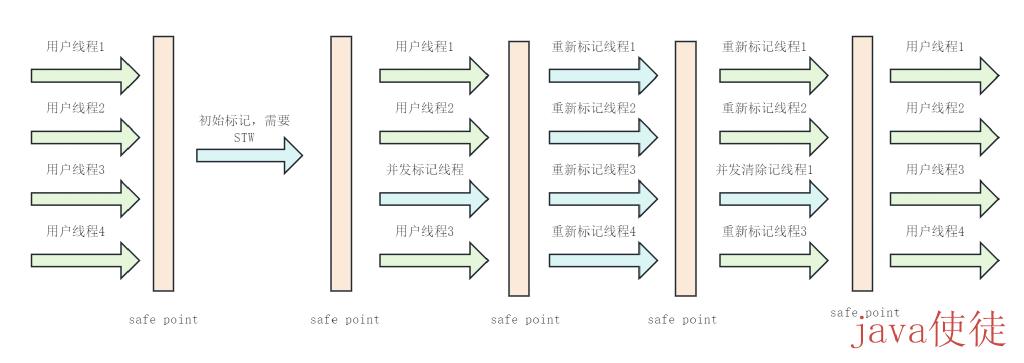 用户线程1
用户线程2
用户线程3
用户线程4
safe point
初始标记，需要
STW
safe point
用户线程1
用户线程2
并发标记线程
用户线程3
safe point
重新标记线程1
重新标记线程2
重新标记线程3
重新标记线程4
safe point
重新标记线程1
重新标记线程2
并发清除记线程1
重新标记线程3
safe point
用户线程1
用户线程2
用户线程3
用户线程4
java使徒